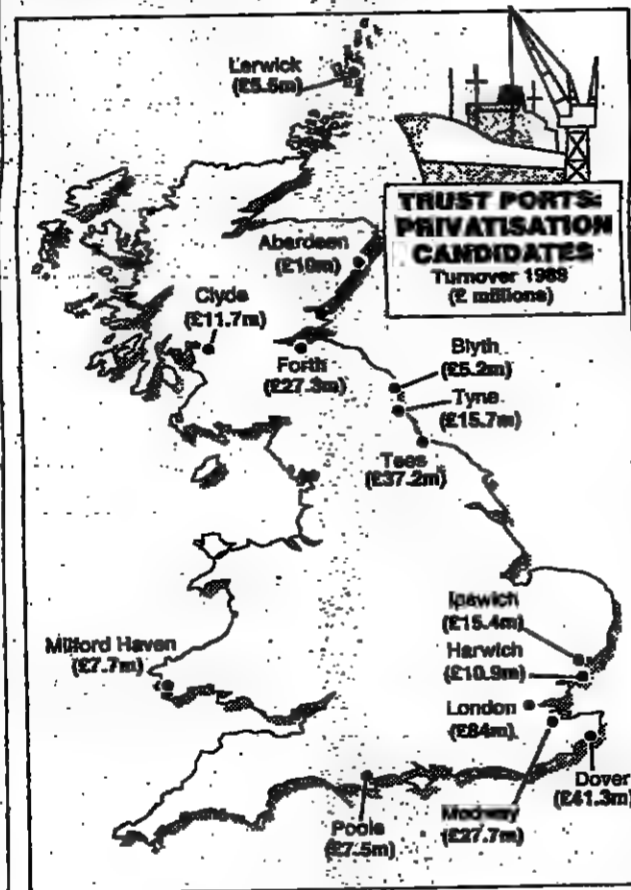 Lerwick
(£5.5m)
TRUST PORTS:
PRIVATISATION
CANDIDATES
Turnover 1988
(£ millions)
Aberdeen
(£10m)
Clyde
(£11.7m)
Forth
(£27.3m)
Blyth
(£5.2m)
Tyne
(£15.7m)
Tees
(£37.2m)
Ipswich
(£15.4m)
Harwich
(£10.9m)
Milford Haven
(£7.7m)
London
(£84m)
Dover
(£41.3m)
Medway
(£27.7m)
Poole
(£7.5m)